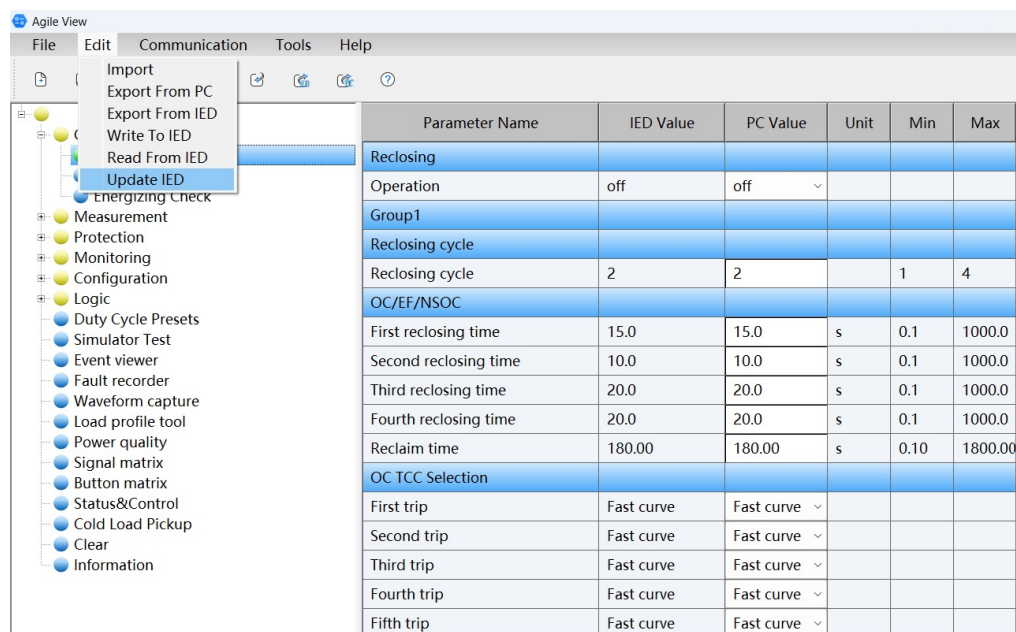 Agile View
File Edit Communication Tools Help
Import
Export From PC
Export From IED
Write To IED
Read From IED
Update IED
Energizing Check
Measurement
Protection
Monitoring
Configuration
Logic
Duty Cycle Presets
Simulator Test
Event viewer
Fault recorder
Waveform capture
Load profile tool
Power quality
Signal matrix
Button matrix
Status&Control
Cold Load Pickup
Clear
Information
Parameter Name IED Value PC Value Unit Min Max
Reclosing
Operation off off
Group1
Reclosing cycle
Reclosing cycle 2 2 1 4
OC/EF/NSOC
First reclosing time 15.0 15.0 s 0.1 1000.0
Second reclosing time 10.0 10.0 s 0.1 1000.0
Third reclosing time 20.0 20.0 s 0.1 1000.0
Fourth reclosing time 20.0 20.0 s 0.1 1000.0
Reclaim time 180.00 180.00 s 0.10 1800.00
OC TCC Selection
First trip Fast curve Fast curve
Second trip Fast curve Fast curve
Third trip Fast curve Fast curve
Fourth trip Fast curve Fast curve
Fifth trip Fast curve Fast curve